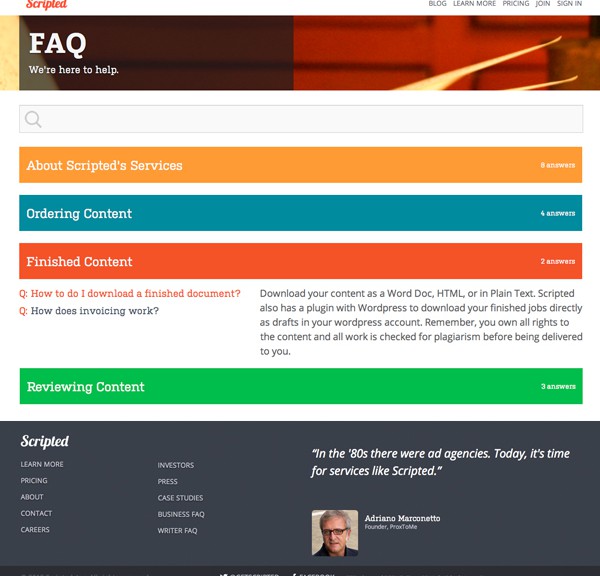 Scripted
BLOG LEARN MORE PRICING JOIN SIGN IN
FAQ
We're here to help.
About Scripted's Services 8 answers
Ordering Content 4 answers
Finished Content 2 answers
Q: How to do I download a finished document?
Q: How does invoicing work?
Download your content as a Word Doc, HTML, or in Plain Text. Scripted
also has a plugin with Wordpress to download your finished jobs directly
as drafts in your wordpress account. Remember, you own all rights to
the content and all work is checked for plagiarism before being delivered
to you.
Reviewing Content 3 answers
Scripted
LEARN MORE
PRICING
ABOUT
CONTACT
CAREERS
INVESTORS
PRESS
CASE STUDIES
BUSINESS FAQ
WRITER FAQ
“In the '80s there were ad agencies. Today, it's time
for services like Scripted.”
Adriano Marconetto
Founder, ProxToMe